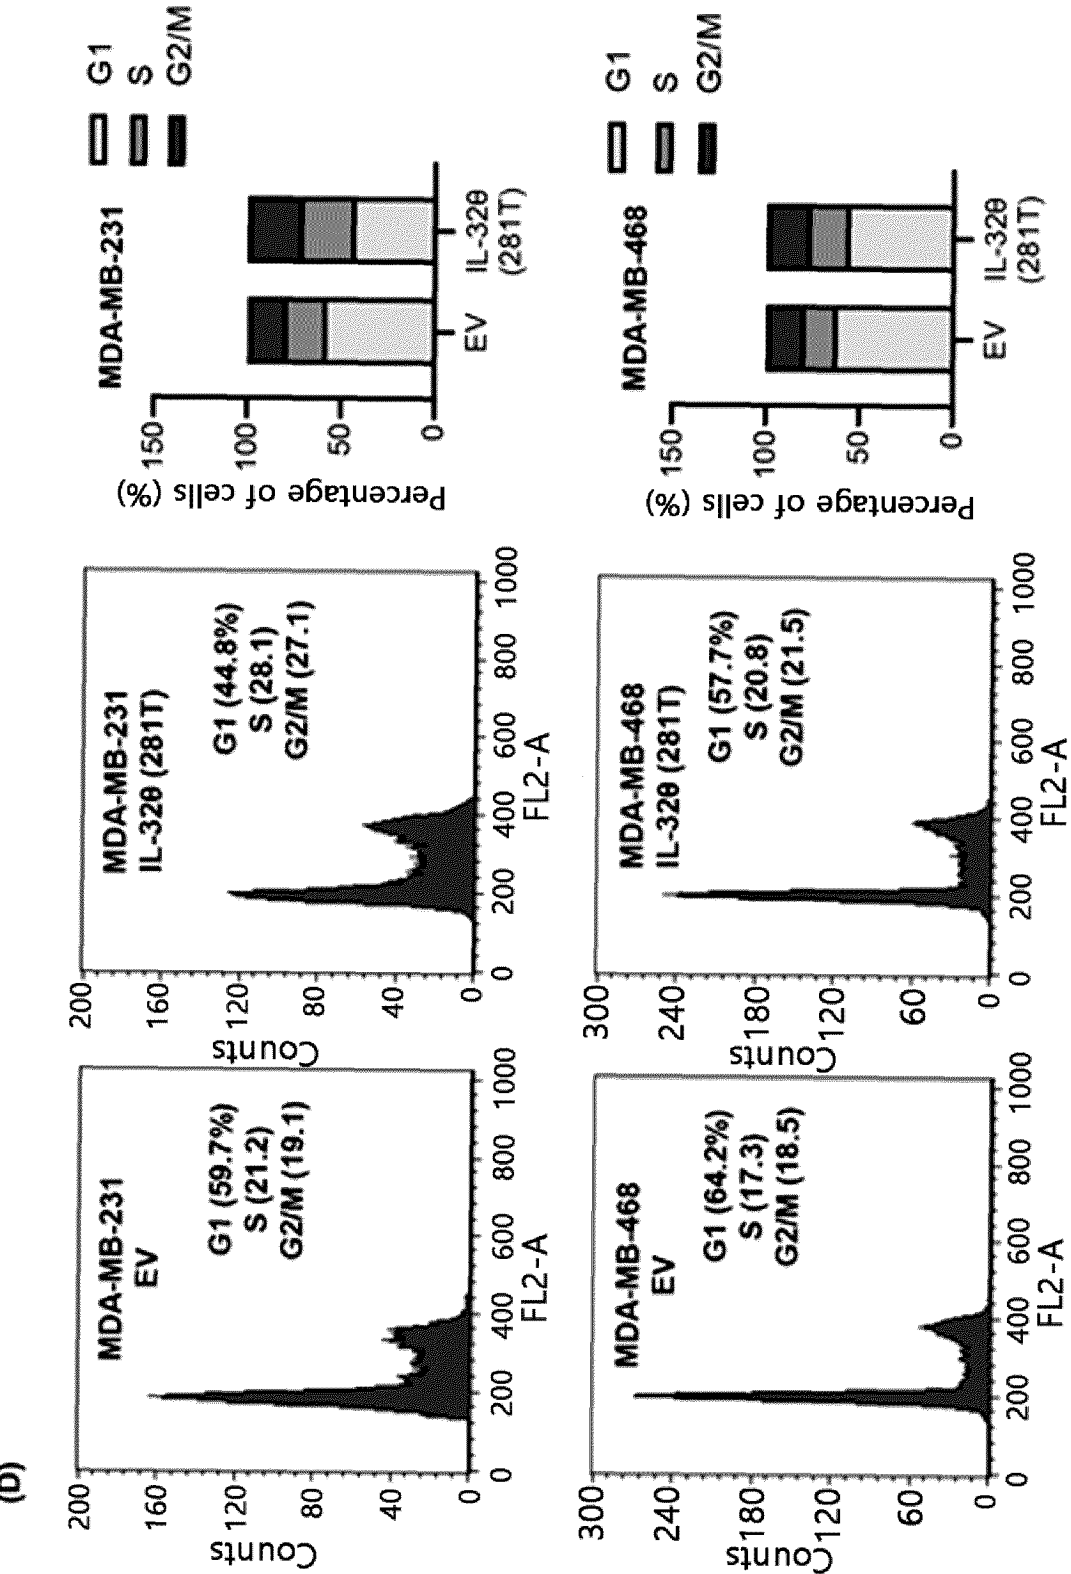 (D)
MDA-MB-231
EV
G1 (59.7%)
S (21.2)
G2/M (19.1)
Counts
200
160
120
80
40
0
0 200 400 600 800 1000
FL2-A
MDA-MB-231
IL-32θ (281T)
G1 (44.8%)
S (28.1)
G2/M (27.1)
Counts
200
160
120
80
40
0
0 200 400 600 800 1000
FL2-A
MDA-MB-231
G1
S
G2/M
Percentage of cells (%)
150
100
50
0
EV
IL-32θ
(281T)
MDA-MB-468
EV
G1 (64.2%)
S (17.3)
G2/M (18.5)
Counts
300
240
180
120
60
0
0 200 400 600 800 1000
FL2-A
MDA-MB-468
IL-32θ (281T)
G1 (57.7%)
S (20.8)
G2/M (21.5)
Counts
300
240
180
120
60
0
0 200 400 600 800 1000
FL2-A
MDA-MB-468
G1
S
G2/M
Percentage of cells (%)
150
100
50
0
EV
IL-32θ
(281T)